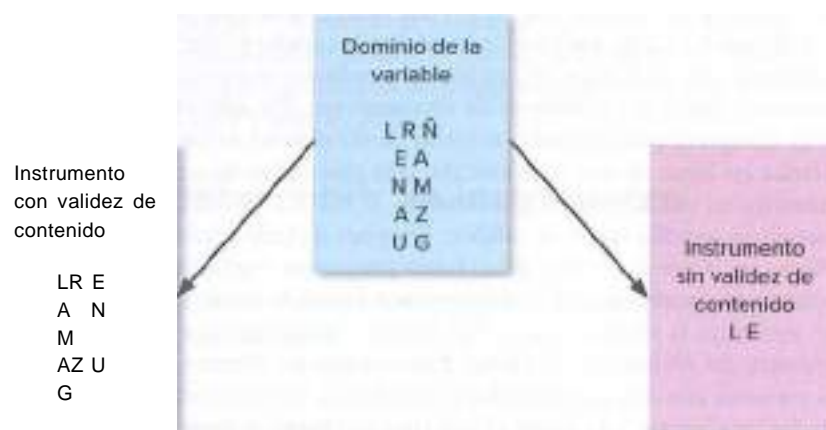 Dominio de la
variable
L R Ñ
E A
N M
A Z
U G
Instrumento
con validez de
contenido
LR E
A N
M
AZ U
G
Instrumento
sin validez de
contenido
L E